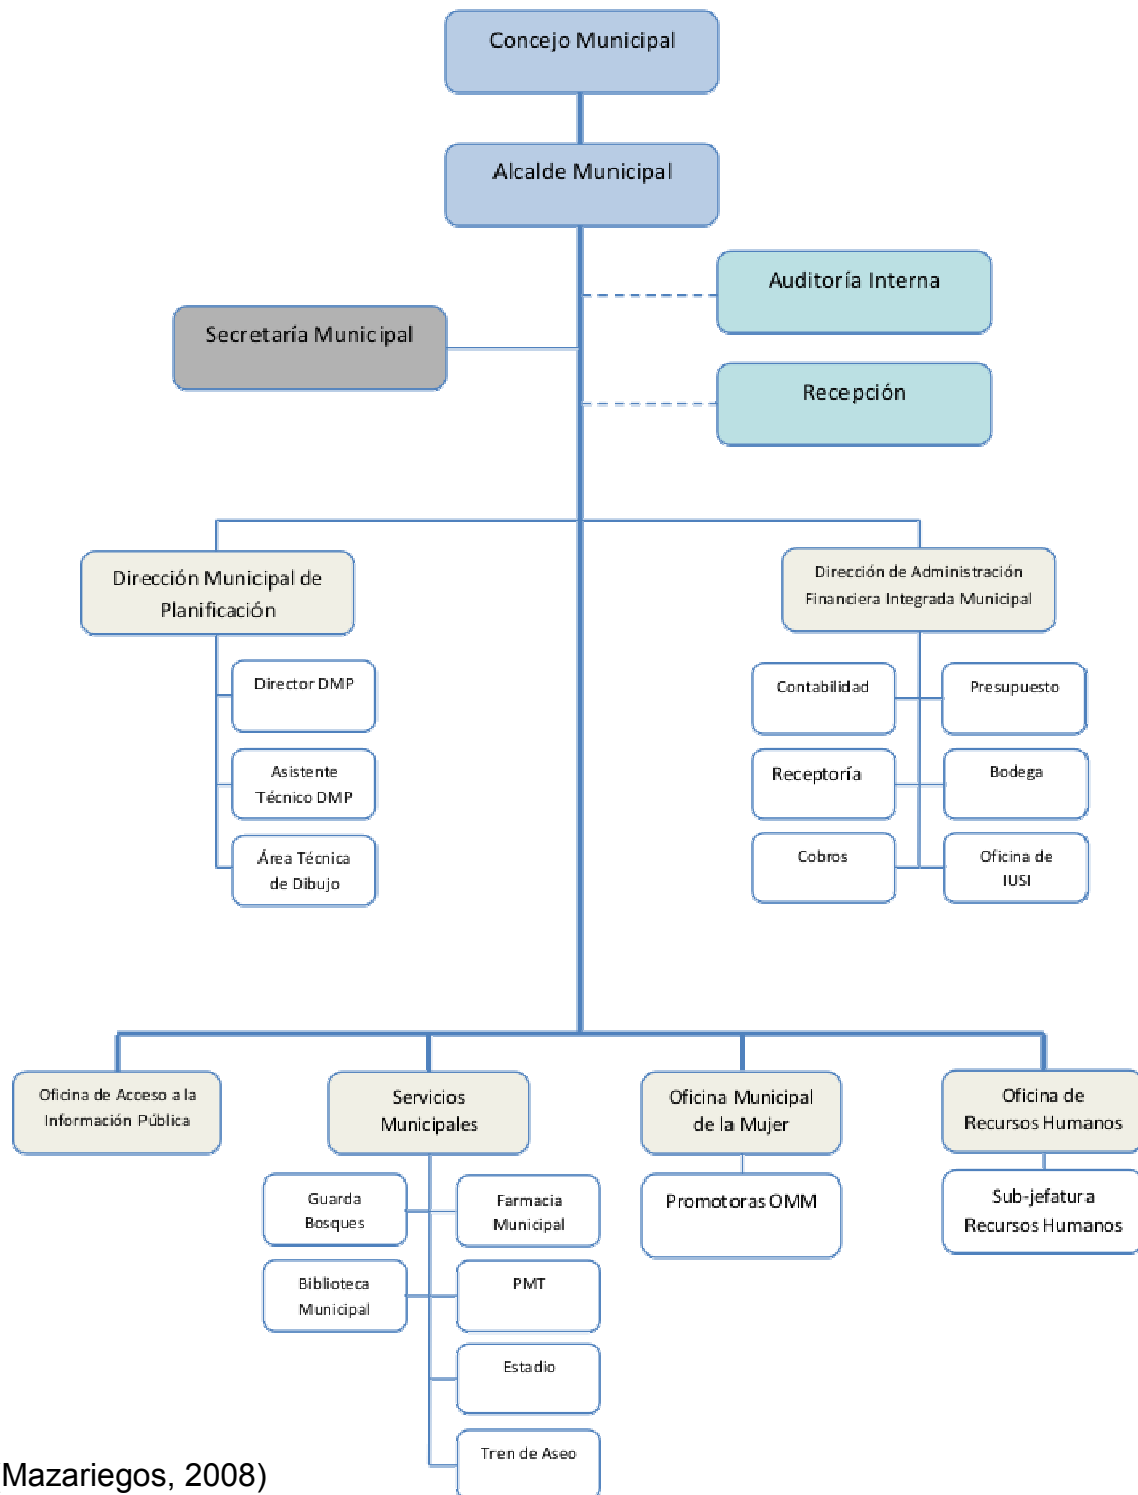 Concejo Municipal
Alcalde Municipal
Auditoría Interna
Secretaría Municipal
Recepción
Dirección Municipal de
Planificación
Director DMP
Asistente
Técnico DMP
Área Técnica
de Dibujo
Dirección de Administración
Financiera Integrada Municipal
Contabilidad
Presupuesto
Receptoría
Bodega
Cobros
Oficina de
IUSI
Oficina de Acceso a la
Información Pública
Servicios
Municipales
Guarda
Bosques
Farmacia
Municipal
Biblioteca
Municipal
PMT
Estadio
Tren de Aseo
Oficina Municipal
de la Mujer
Promotoras OMM
Oficina de
Recursos Humanos
Sub-jefatura
Recursos Humanos
Mazariegos, 2008)